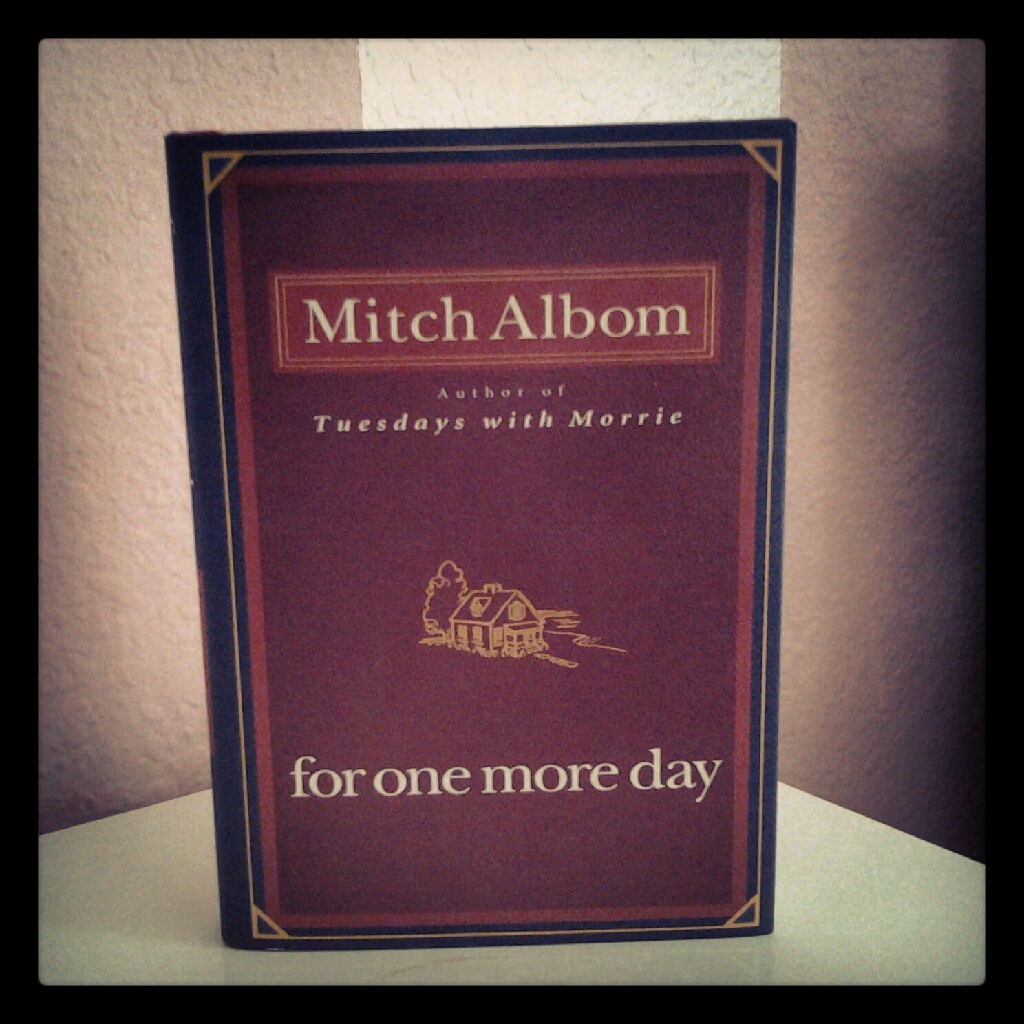 Mitch Albom
Author of
Tuesdays with Morrie
for one more day